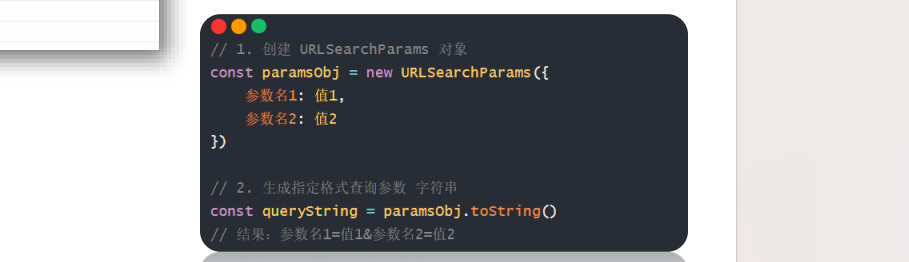 // 1. 创建 URLSearchParams 对象
const paramsObj = new URLSearchParams({
    参数名1: 值1,
    参数名2: 值2
})
// 2. 生成指定格式查询参数 字符串
const queryString = paramsObj.toString()
// 结果：参数名1=值1&参数名2=值2